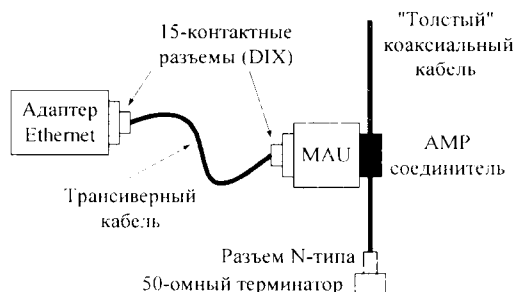 15-контактные
разъемы (DIX)
"Толстый"
коаксиальный
кабель
Адаптер
Ethernet
MAU
AMP
соединитель
Трансиверный
кабель
Разъем N-типа
50-омный терминатор